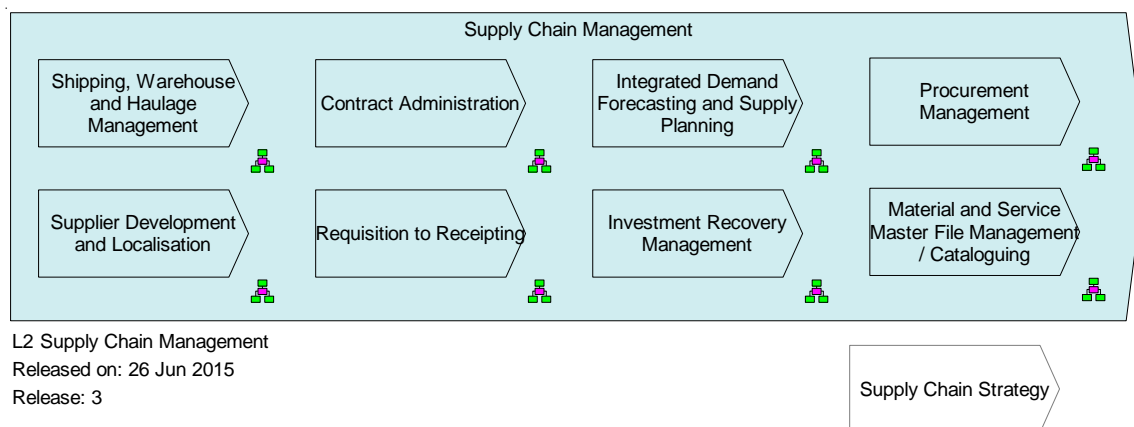 Supply Chain Management
Shipping, Warehouse
and Haulage
Management
Contract Administration
Integrated Demand
Forecasting and Supply
Planning
Procurement
Management
Supplier Development
and Localisation
Requisition to Receipting
Investment Recovery
Management
Material and Service
Master File Management
/ Cataloguing
L2 Supply Chain Management
Released on: 26 Jun 2015
Release: 3
Supply Chain Strategy